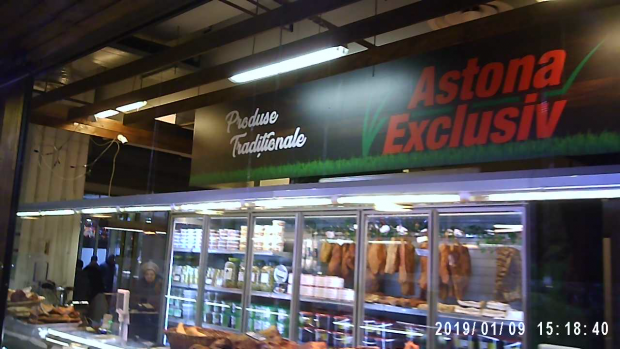 Produse
Tradiționale
Astona
Exclusiv
2019/01/09 15:18:40